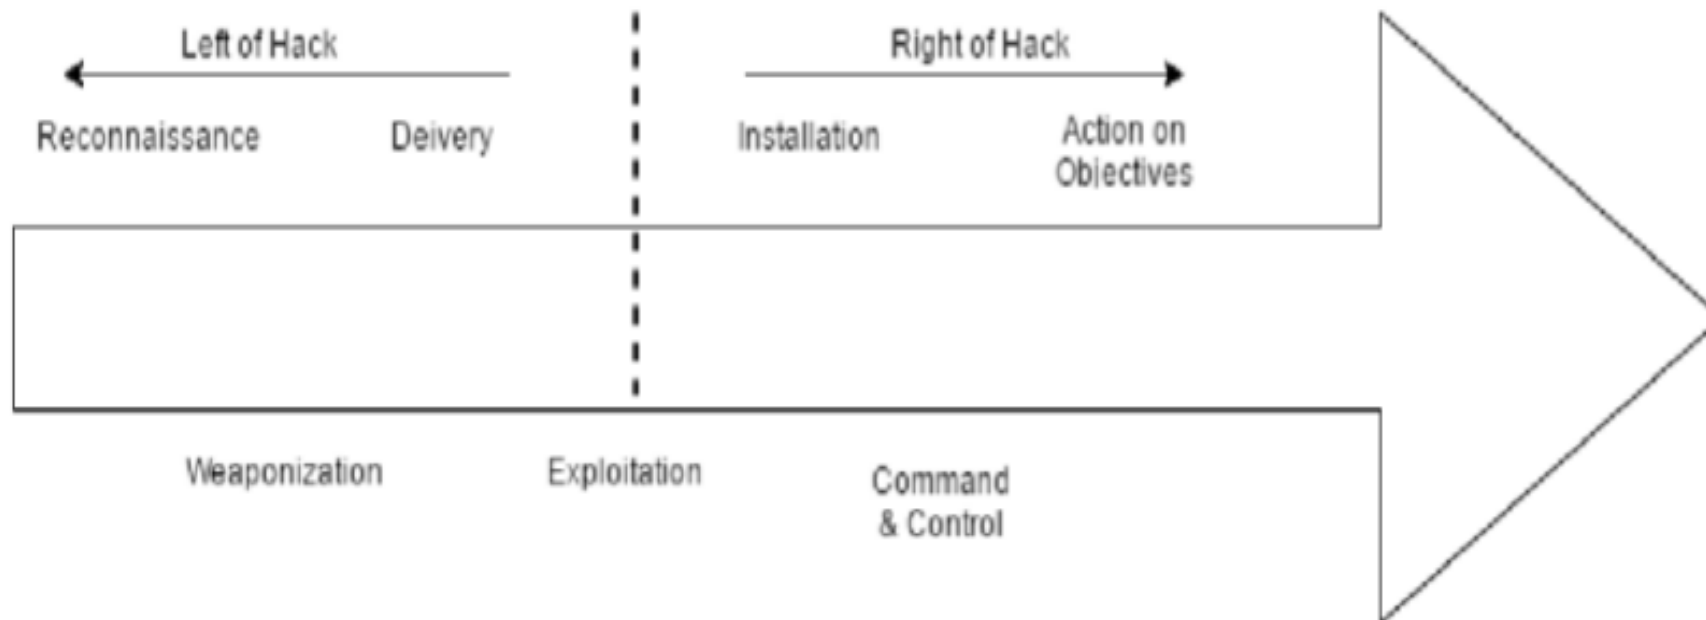 Left of Hack
Right of Hack
Reconnaissance
Deivery
Installation
Action on
Objectives
Weaponization
Exploitation
Command
& Control